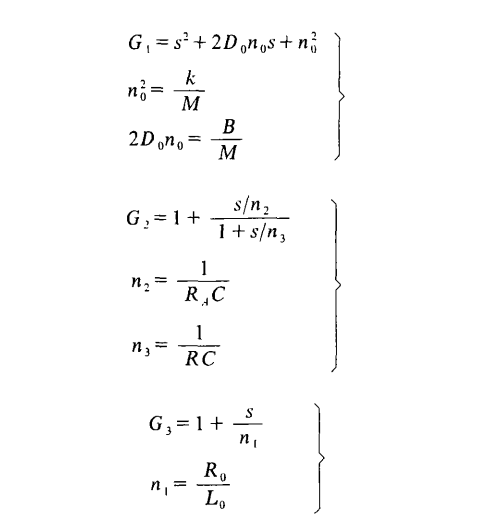 G₁ = s² + 2D₀n₀s + n₀²
n₀² = k/M
2D₀n₀ = B/M
G₂ = 1 + (s/n₂)/(1 + s/n₃)
n₂ = 1/(R_A C)
n₃ = 1/(RC)
G₃ = 1 + s/n₁
n₁ = R₀/L₀